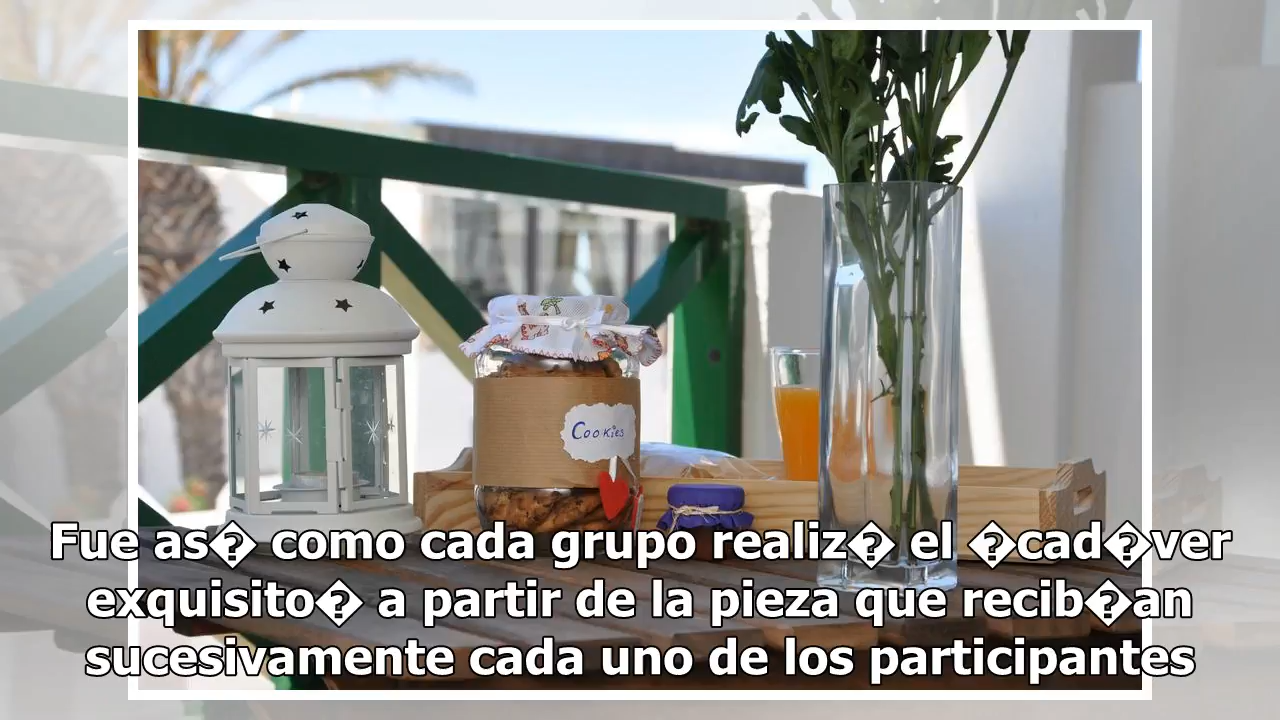 Cookies
Fue as� como cada grupo realiz� el �cad�ver
exquisito� a partir de la pieza que recib�an
sucesivamente cada uno de los participantes